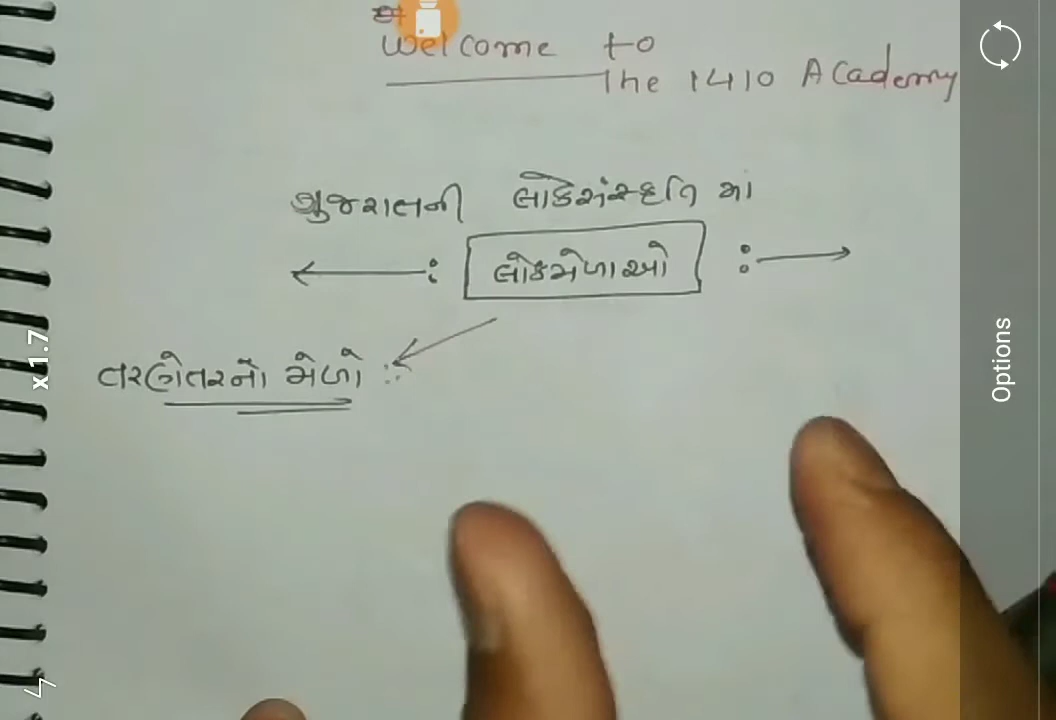 Welcome to
The 1410 Academy
ગુજરાતની લોકસંસ્કૃતિ માં
લોકમેળાઓ
તરણેતરનો મેળો :
x1.7
Options